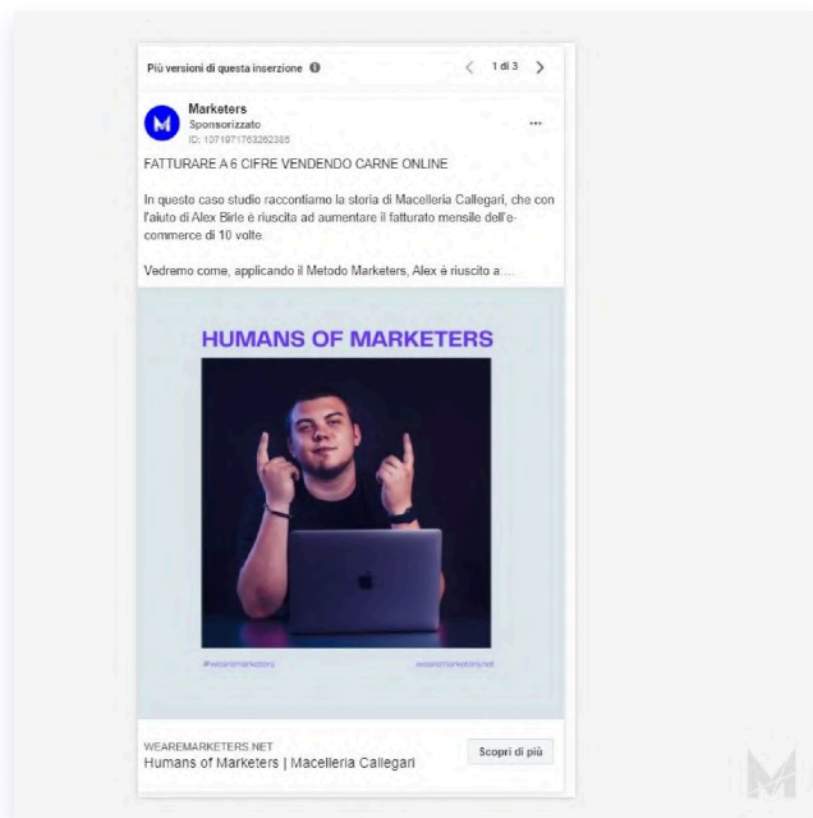 Più versioni di questa inserzione
1 di 3
Marketers
Sponsorizzato
ID: 1071971763262385
FATTURARE A 6 CIFRE VENDENDO CARNE ONLINE
In questo caso studio raccontiamo la storia di Macelleria Callegari, che con
l'aiuto di Alex Birle è riuscita ad aumentare il fatturato mensile dell'e-
commerce di 10 volte.
Vedremo come, applicando il Metodo Marketers, Alex è riuscito a:...
HUMANS OF MARKETERS
#wearemarketers
wearemarketers.net
WEAREMARKETERS.NET
Humans of Marketers | Macelleria Callegari
Scopri di più